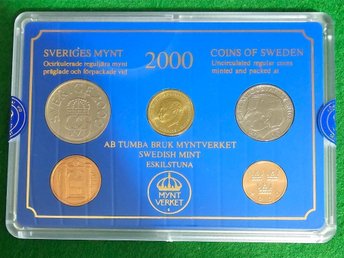 SVERIGES MYNT
Ocirkulerade reguljära mynt
präglade och förpackade vid
2000
COINS OF SWEDEN
Uncirculated regular coins
minted and packed at
AB TUMBA BRUK MYNTVERKET
SWEDISH MINT
ESKILSTUNA
MYNT
VERKET